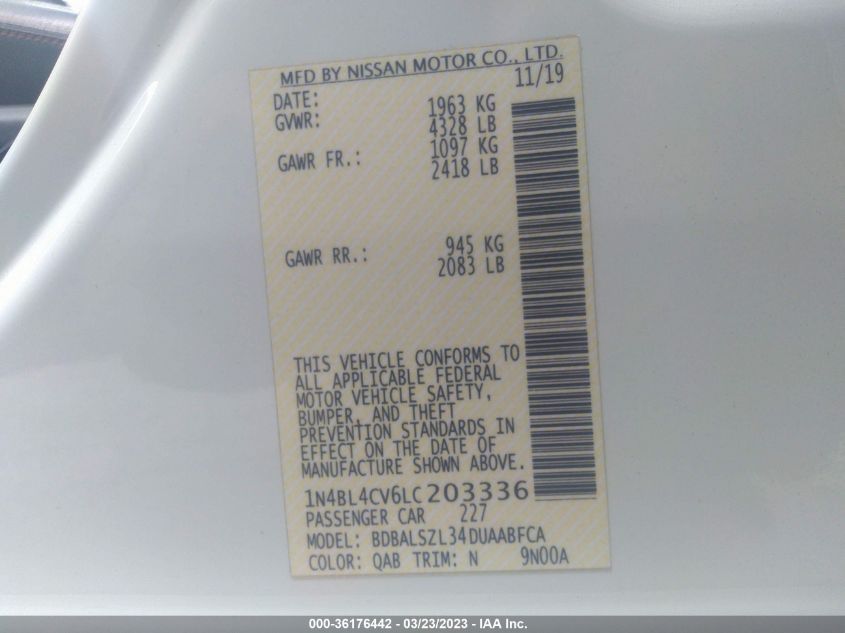 MFD BY NISSAN MOTOR CO., LTD.
DATE: 11/19
GVWR: 1963 KG
4328 LB
GAWR FR.: 1097 KG
2418 LB
GAWR RR.: 945 KG
2083 LB
THIS VEHICLE CONFORMS TO
ALL APPLICABLE FEDERAL
MOTOR VEHICLE SAFETY,
BUMPER, AND THEFT
PREVENTION STANDARDS IN
EFFECT ON THE DATE OF
MANUFACTURE SHOWN ABOVE.
1N4BL4CV6LC203336
PASSENGER CAR 227
MODEL: BDBALSZL34DUAABFCA
COLOR: QAB TRIM: N 9N00A
000-36176442 - 03/23/2023 - IAA Inc.